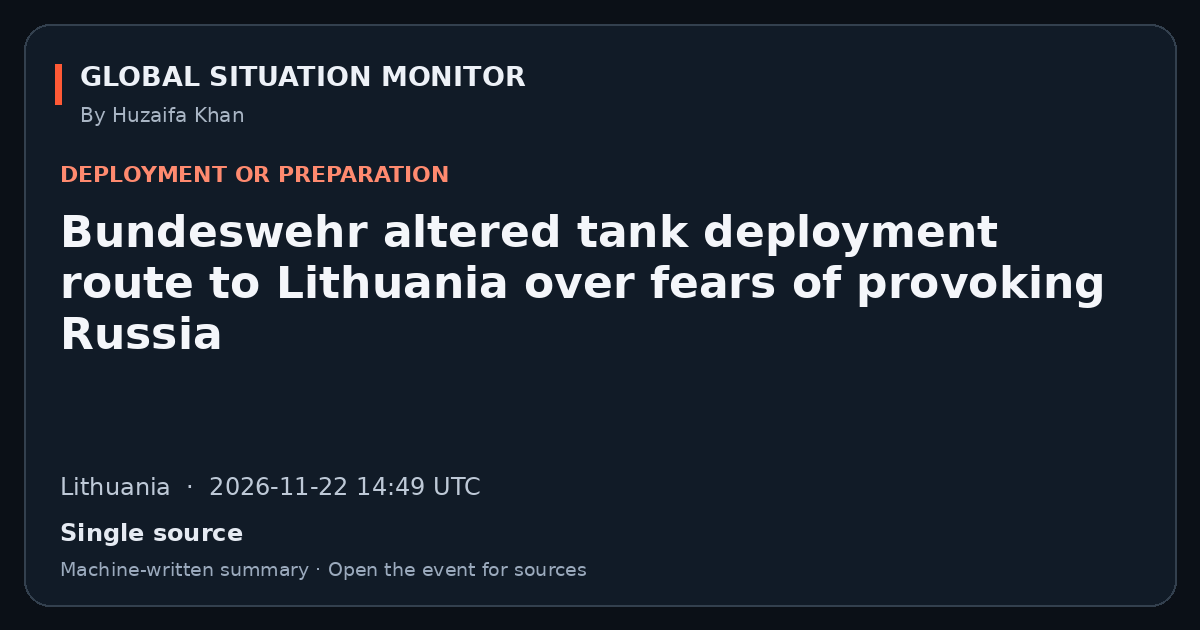 GLOBAL SITUATION MONITOR
By Huzaifa Khan
DEPLOYMENT OR PREPARATION
Bundeswehr altered tank deployment
route to Lithuania over fears of provoking
Russia
Lithuania · 2026-11-22 14:49 UTC
Single source
Machine-written summary · Open the event for sources